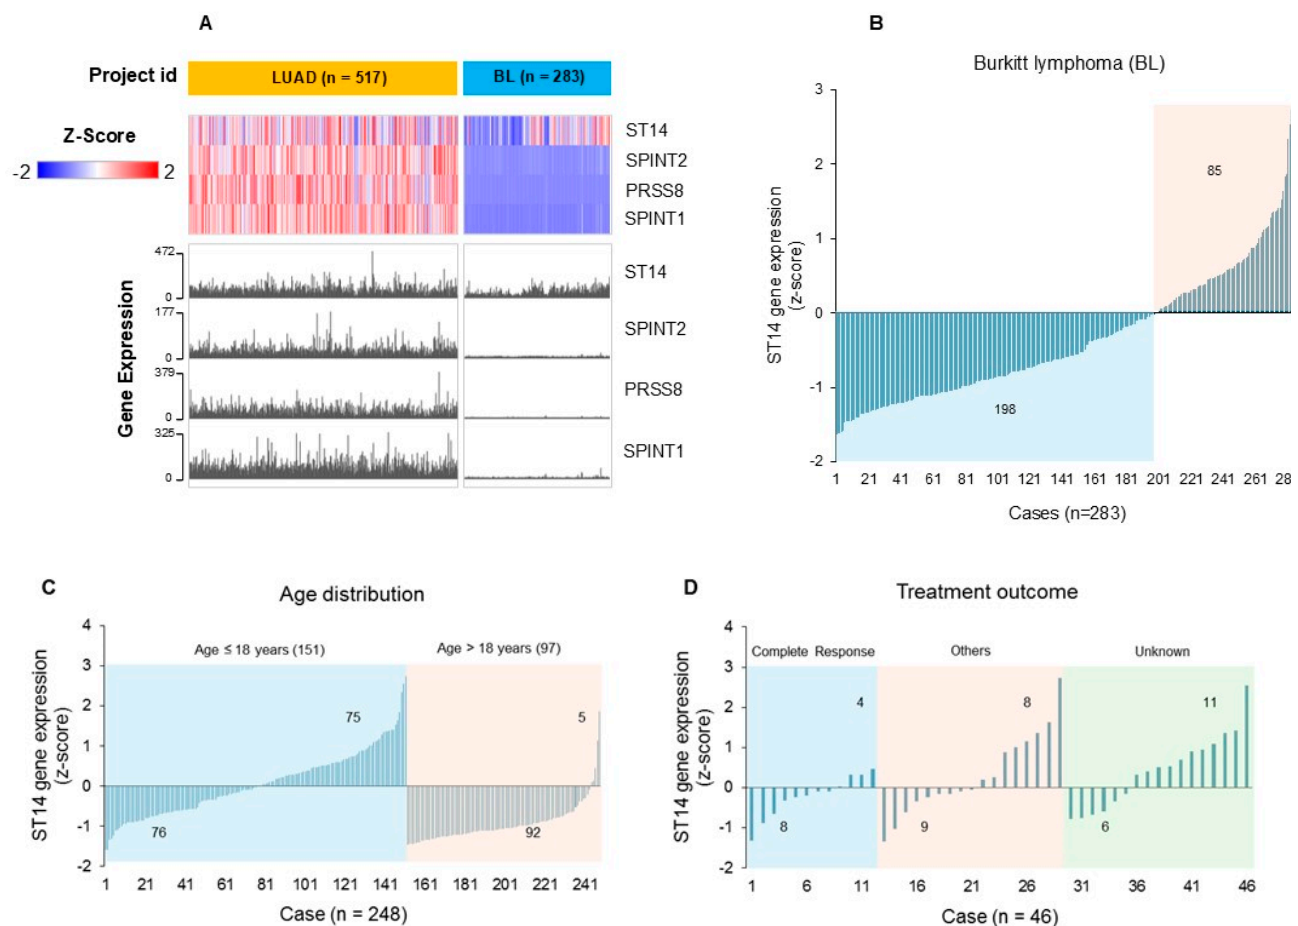 A
Project id
LUAD (n = 517)
BL (n = 283)
Z-Score
-2
2
ST14
SPINT2
PRSS8
SPINT1
Gene Expression
472
0
ST14
177
0
SPINT2
379
0
PRSS8
325
0
SPINT1
B
Burkitt lymphoma (BL)
ST14 gene expression
(z-score)
3
2
1
0
-1
-2
85
198
1 21 41 61 81 101 121 141 161 181 201 221 241 261 28
Cases (n=283)
C
Age distribution
ST14 gene expression
(z-score)
4
3
2
1
0
-1
-2
Age ≤ 18 years (151)
Age > 18 years (97)
75
5
76
92
1 21 41 61 81 101 121 141 161 181 201 221 241
Case (n = 248)
D
Treatment outcome
ST14 gene expression
(z-score)
4
3
2
1
0
-1
-2
Complete Response
Others
Unknown
4
8
11
8
9
6
1 6 11 16 21 26 31 36 41 46
Case (n = 46)